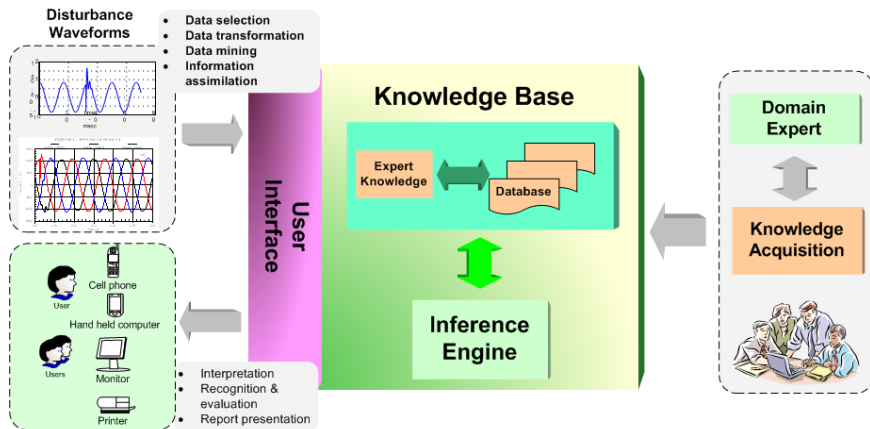 Disturbance
Waveforms
• Data selection
• Data transformation
• Data mining
• Information
assimilation
msec
User
Interface
Knowledge Base
Expert
Knowledge
Database
Inference
Engine
Domain
Expert
Knowledge
Acquisition
Cell phone
User
Hand held computer
Users
Monitor
Printer
• Interpretation
• Recognition &
evaluation
• Report presentation